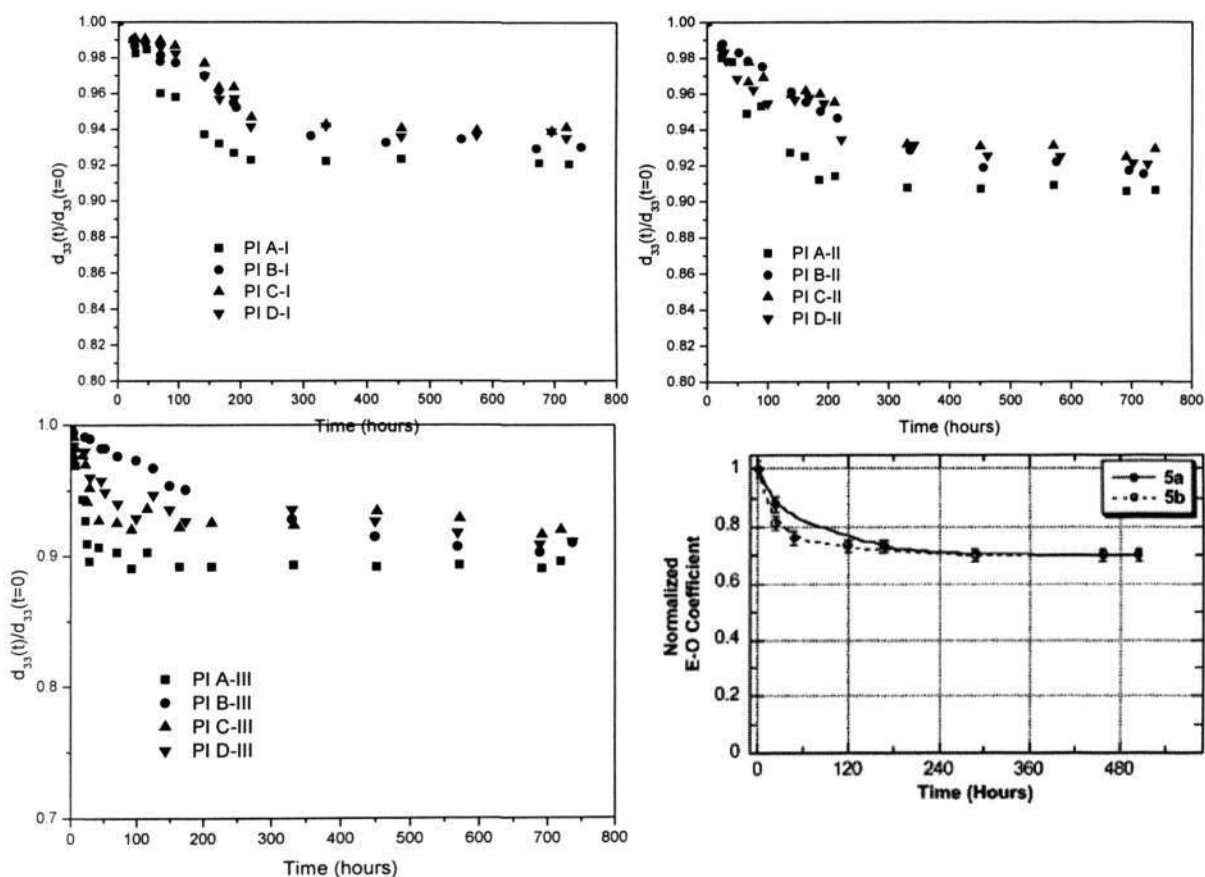 1.00
0.98
0.96
0.94
0.92
0.90
0.88
0.86
0.84
0.82
0.80
d₃₃(t)/d₃₃(t=0)
PI A-I
PI B-I
PI C-I
PI D-I
0 100 200 300 400 500 600 700 800
Time (hours)
1.00
0.98
0.96
0.94
0.92
0.90
0.88
0.86
0.84
0.82
0.80
d₃₃(t)/d₃₃(t=0)
PI A-II
PI B-II
PI C-II
PI D-II
0 100 200 300 400 500 600 700 800
Time (hours)
1.0
0.9
0.8
0.7
d₃₃(t)/d₃₃(t=0)
PI A-III
PI B-III
PI C-III
PI D-III
0 100 200 300 400 500 600 700 800
Time (hours)
1
0.8
0.6
0.4
0.2
0
Normalized
E-O Coefficient
5a
5b
0 120 240 360 480
Time (Hours)